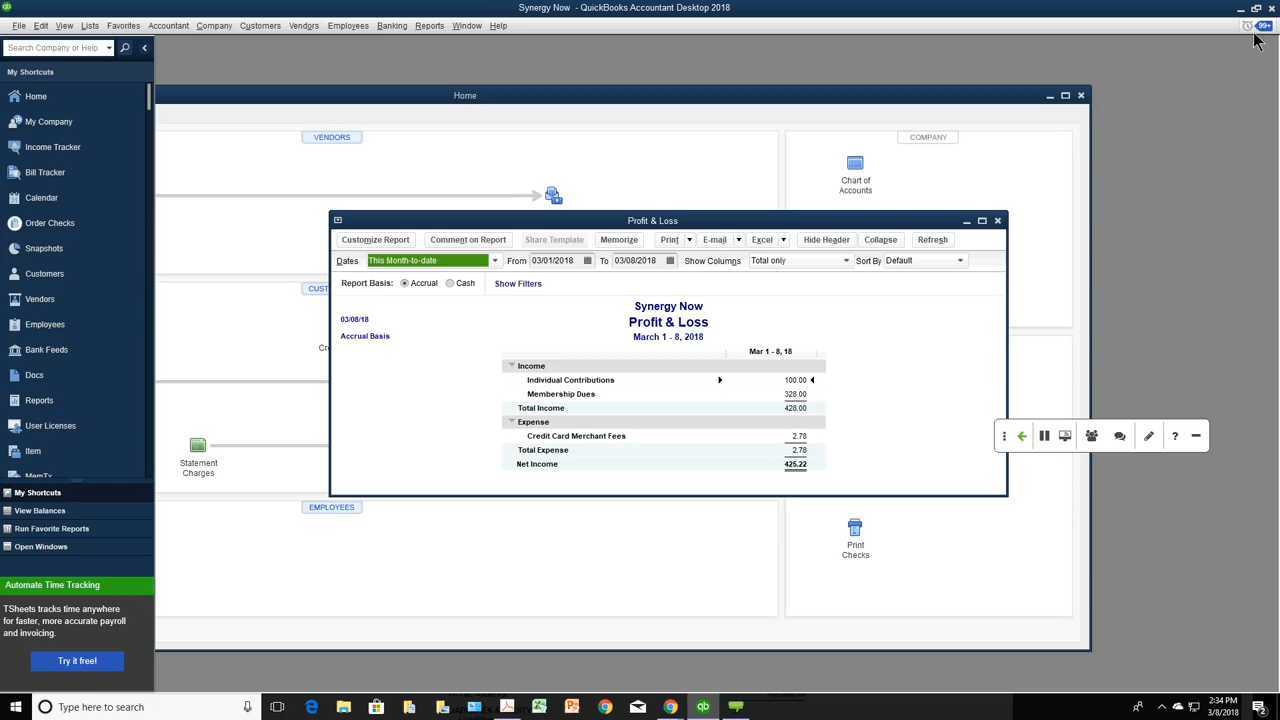 Synergy Now - QuickBooks Accountant Desktop 2018
File Edit View Lists Favorites Accountant Company Customers Vendors Employees Banking Reports Window Help
99+
Search Company or Help
My Shortcuts
Home
My Company
Income Tracker
Bill Tracker
Calendar
Order Checks
Snapshots
Customers
Vendors
Employees
Bank Feeds
Docs
Reports
User Licenses
Item
MemTx
My Shortcuts
View Balances
Run Favorite Reports
Open Windows
Automate Time Tracking
TSheets tracks time anywhere
for faster, more accurate payroll
and invoicing.
Try it free!
Home
VENDORS
COMPANY
Chart of
Accounts
CUST
Cre
Statement
Charges
EMPLOYEES
Print
Checks
Profit & Loss
Customize Report Comment on Report Share Template Memorize Print E-mail Excel Hide Header Collapse Refresh
Dates This Month-to-date From 03/01/2018 To 03/08/2018 Show Columns Total only Sort By Default
Report Basis: Accrual Cash Show Filters
Synergy Now
03/08/18
Profit & Loss
Accrual Basis
March 1 - 8, 2018
Mar 1 - 8, 18
Income
Individual Contributions 100.00
Membership Dues 328.00
Total Income 428.00
Expense
Credit Card Merchant Fees 2.78
Total Expense 2.78
Net Income 425.22
?
Type here to search
2:34 PM
3/8/2018
2